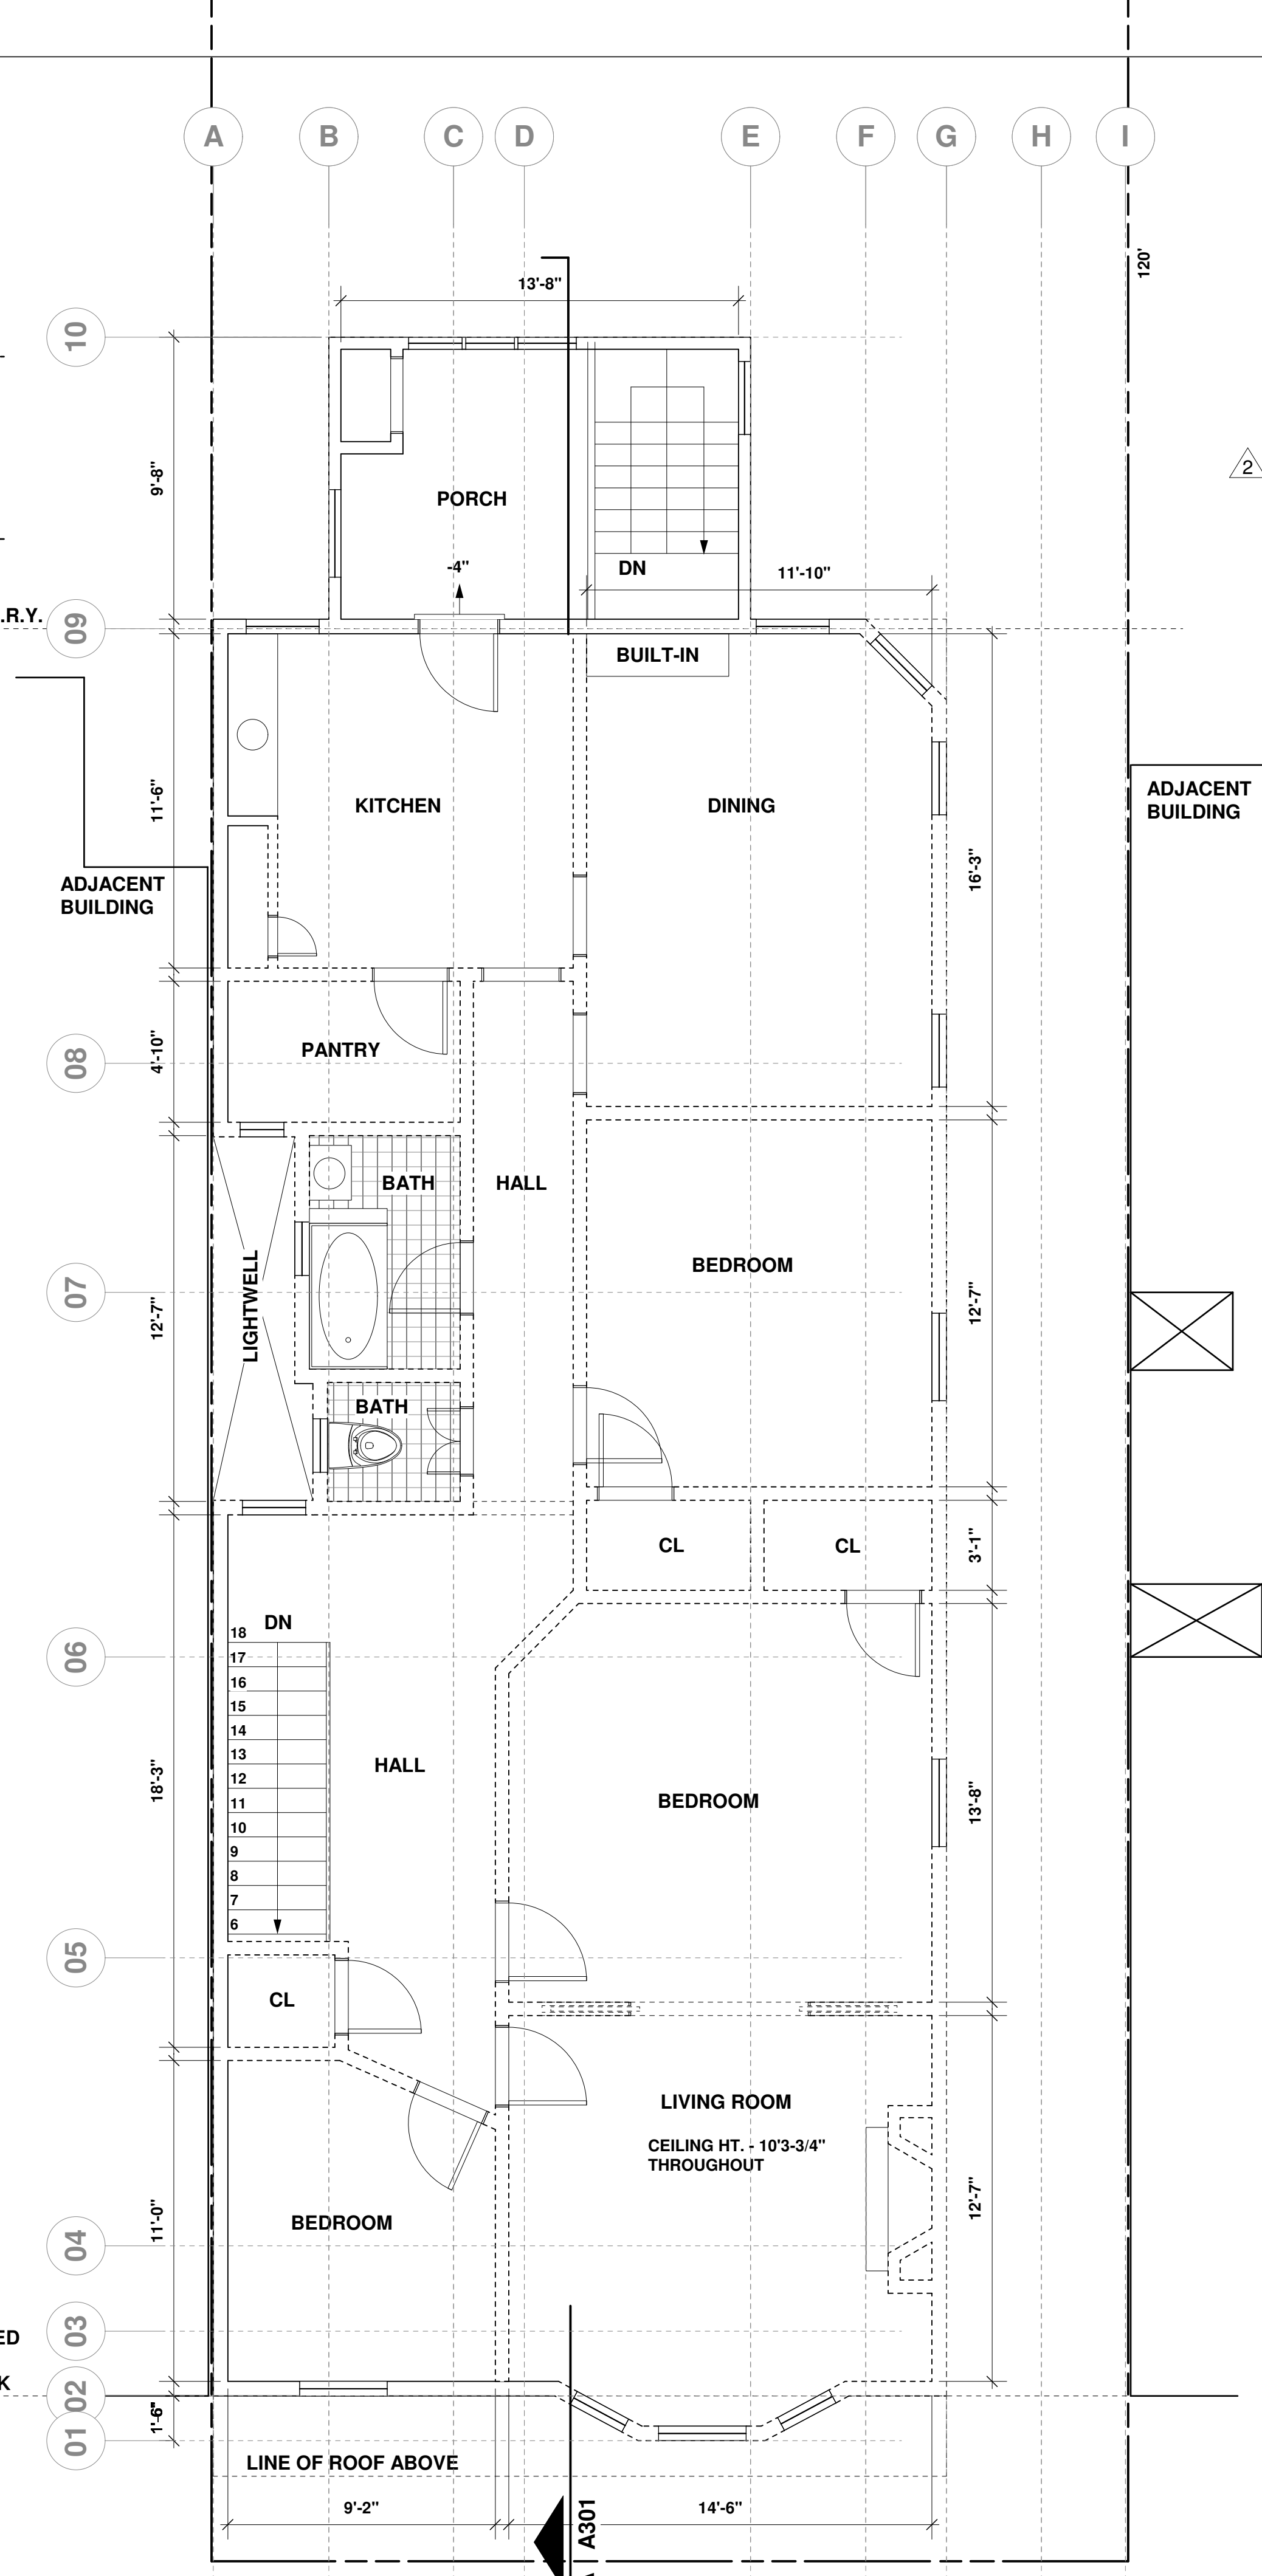 A B C D E F G H I
120'
13'-8"
10
9'-8"
2
PORCH
-4"
DN
11'-10"
.R.Y.
09
BUILT-IN
KITCHEN
DINING
11'-6"
ADJACENT
BUILDING
ADJACENT
BUILDING
16'-3"
PANTRY
08
4'-10"
BATH
HALL
LIGHTWELL
BEDROOM
07
12'-7"
12'-7"
BATH
CL
CL
3'-1"
DN
18
17
16
15
14
13
12
11
10
9
8
7
6
06
HALL
18'-3"
BEDROOM
13'-8"
05
CL
LIVING ROOM
CEILING HT. - 10'3-3/4"
THROUGHOUT
BEDROOM
11'-0"
12'-7"
04
03
ED
K
02
1'-6"
01
LINE OF ROOF ABOVE
9'-2"
14'-6"
A301